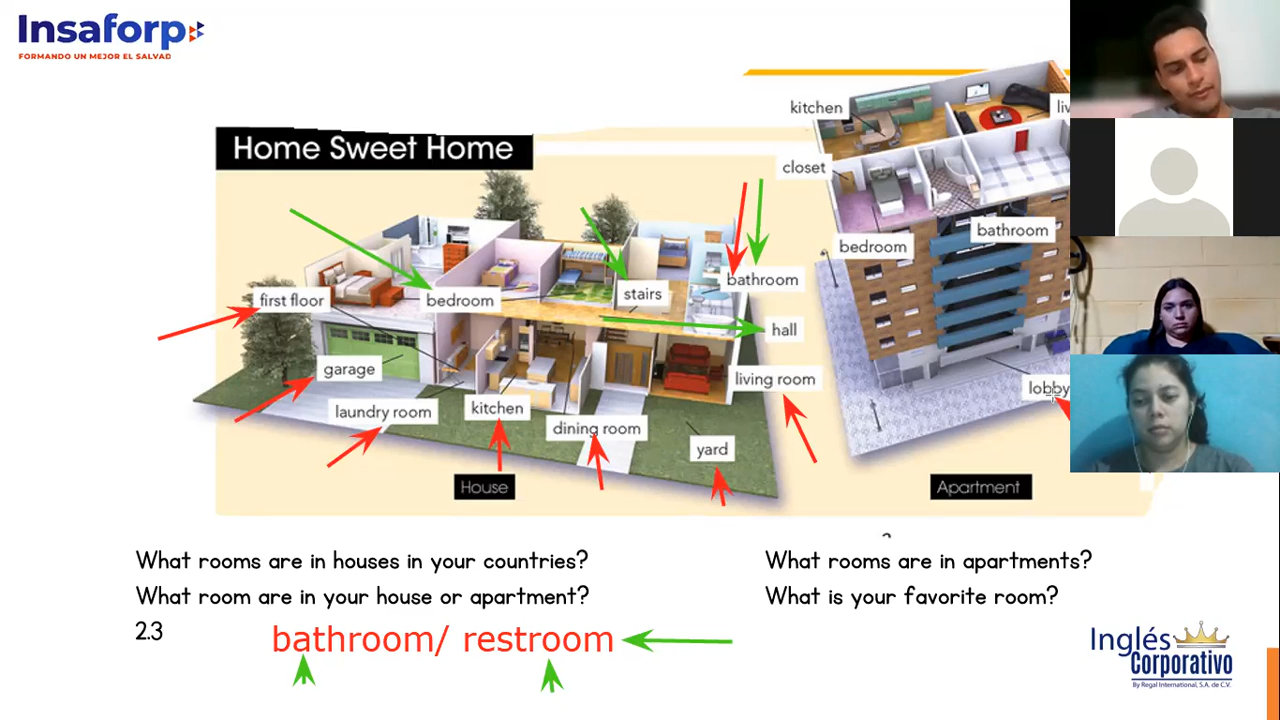 Insaforp
FORMANDO UN MEJOR EL SALVAD
Home Sweet Home
first floor
bedroom
stairs
bathroom
hall
garage
laundry room
kitchen
dining room
living room
yard
House
kitchen
closet
bedroom
bathroom
lobby
Apartment
What rooms are in houses in your countries?
What room are in your house or apartment?
2.3
bathroom/ restroom
What rooms are in apartments?
What is your favorite room?
Inglés
Corporativo
By Regal International, S.A. de C.V.